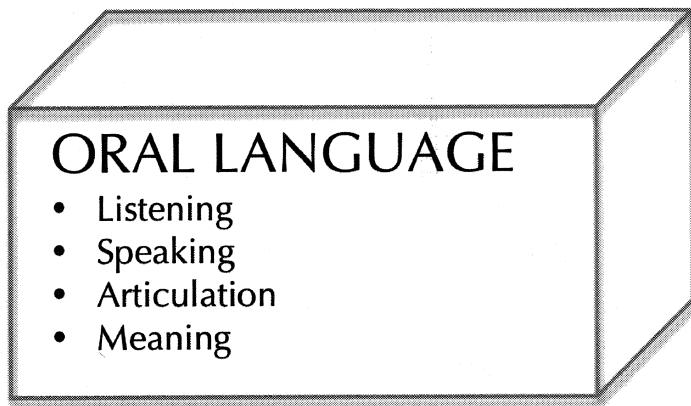 ORAL LANGUAGE
• Listening
• Speaking
• Articulation
• Meaning